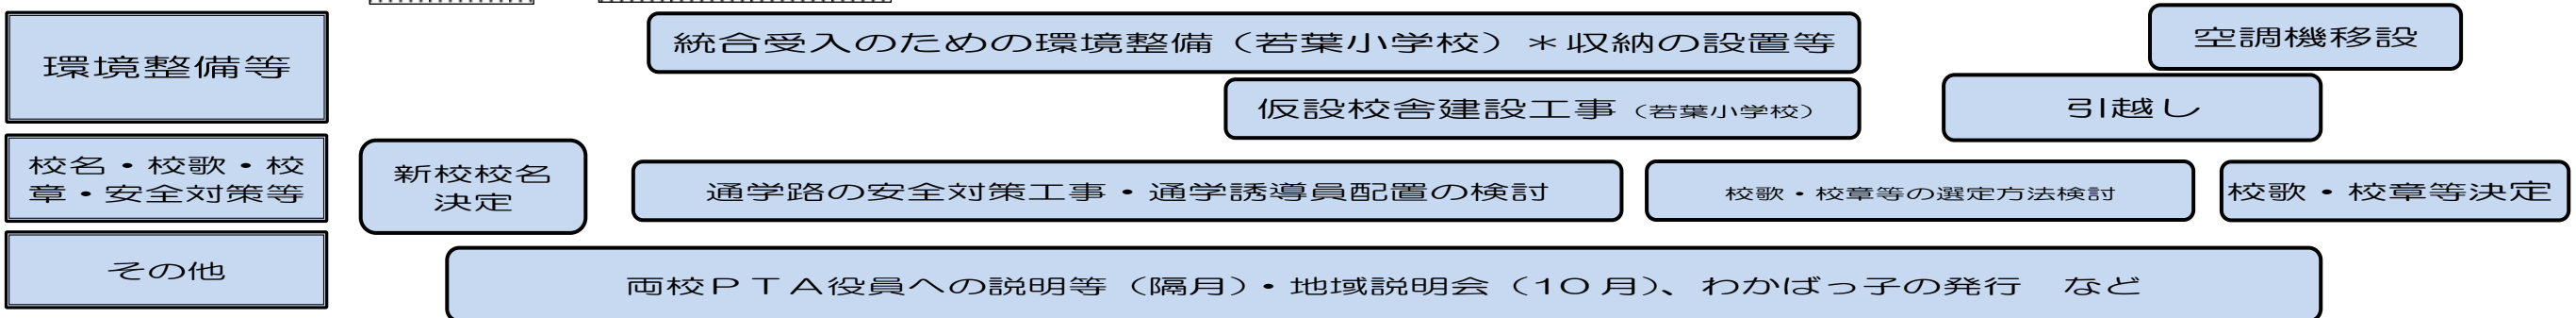 環境整備等
統合受入のための環境整備（若葉小学校）＊収納の設置等
空調機移設
仮設校舎建設工事（若葉小学校）
引越し
校名・校歌・校
章・安全対策等
新校校名
決定
通学路の安全対策工事・通学誘導員配置の検討
校歌・校章等の選定方法検討
校歌・校章等決定
その他
両校ＰＴＡ役員への説明等（隔月）・地域説明会（10月）、わかばっ子の発行　など